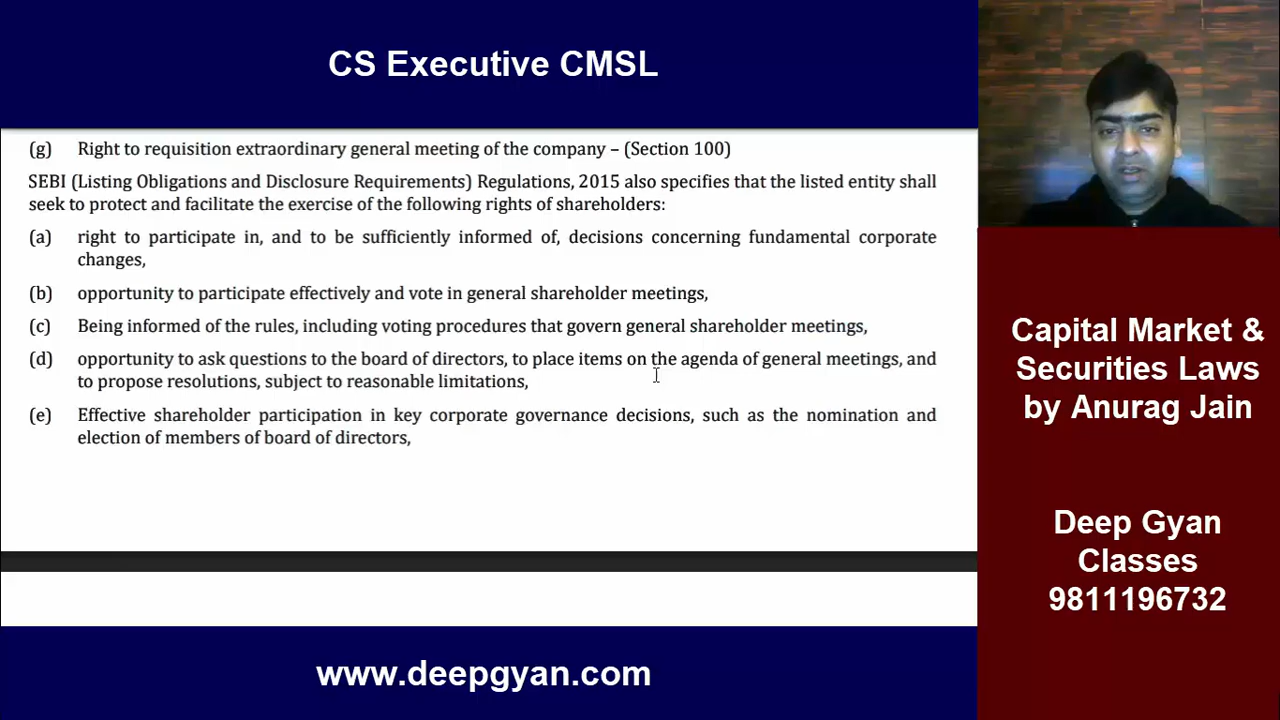 CS Executive CMSL
(g) Right to requisition extraordinary general meeting of the company – (Section 100)
SEBI (Listing Obligations and Disclosure Requirements) Regulations, 2015 also specifies that the listed entity shall
seek to protect and facilitate the exercise of the following rights of shareholders:
(a) right to participate in, and to be sufficiently informed of, decisions concerning fundamental corporate
changes,
(b) opportunity to participate effectively and vote in general shareholder meetings,
(c) Being informed of the rules, including voting procedures that govern general shareholder meetings,
(d) opportunity to ask questions to the board of directors, to place items on the agenda of general meetings, and
to propose resolutions, subject to reasonable limitations,
(e) Effective shareholder participation in key corporate governance decisions, such as the nomination and
election of members of board of directors,
www.deepgyan.com
Capital Market &
Securities Laws
by Anurag Jain
Deep Gyan
Classes
9811196732